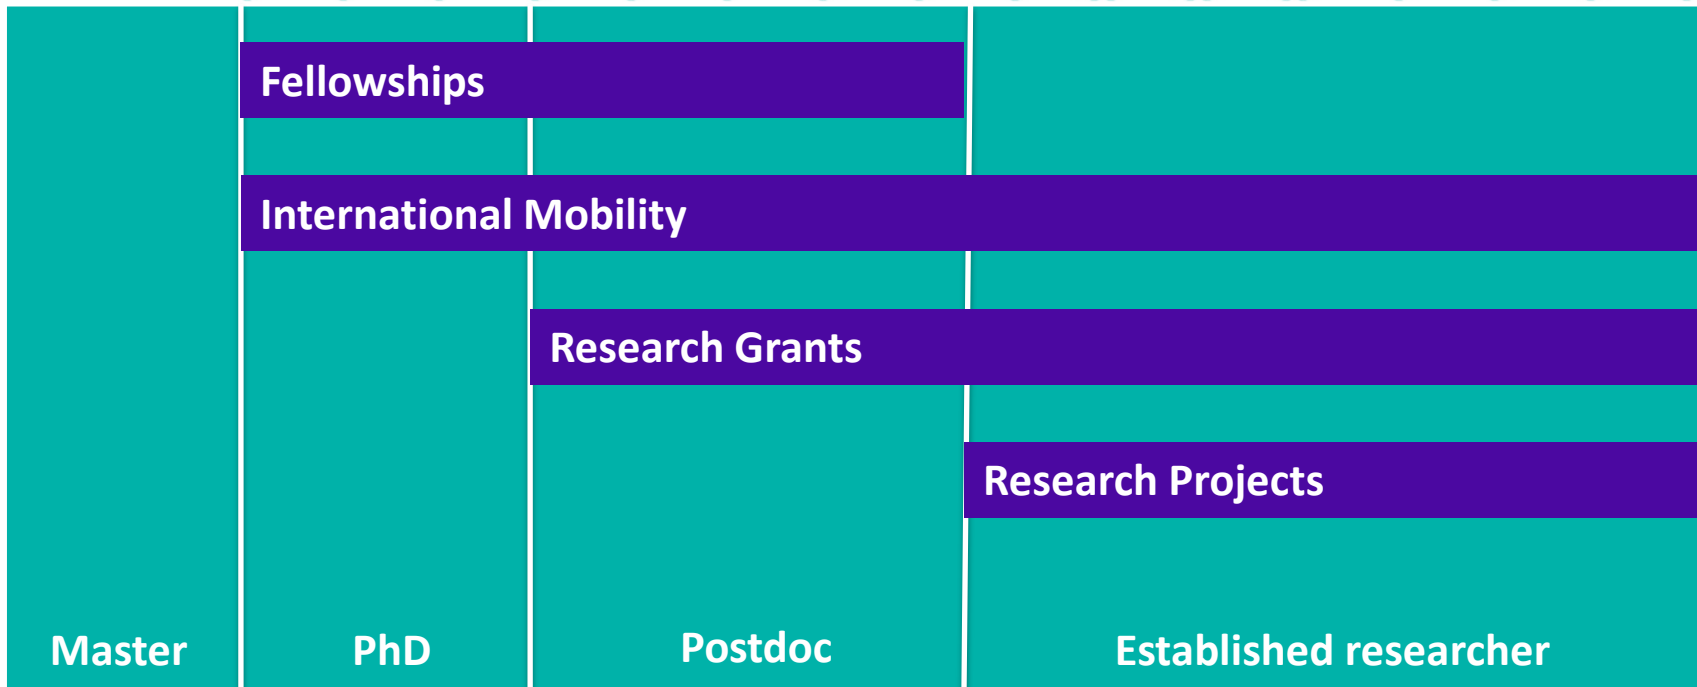 Fellowships
International Mobility
Research Grants
Research Projects
Master
PhD
Postdoc
Established researcher